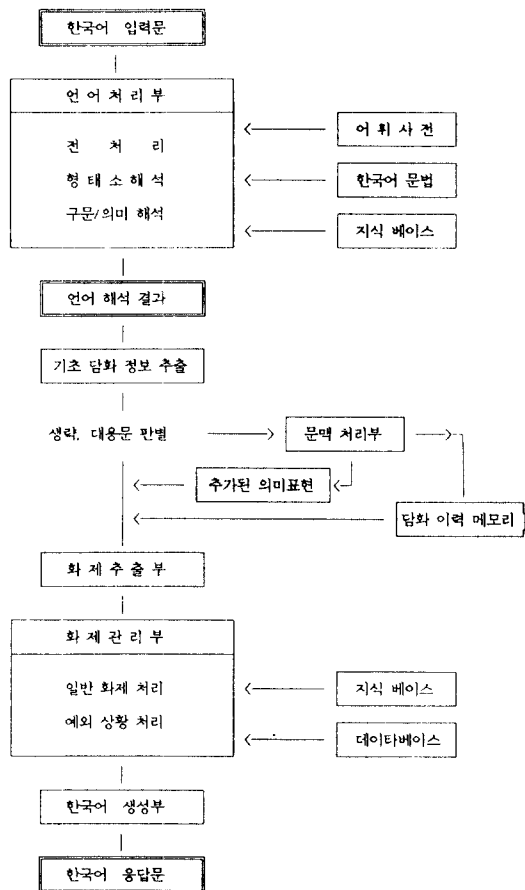 한국어 입력문
언 어 처 리 부
전 처 리
어 휘 사 전
형 태 소 해 석
한국어 문법
구문/의미 해석
지식 베이스
언어 해석 결과
기초 담화 정보 추출
생략, 대용문 판별
문맥 처리부
추가된 의미표현
담화 이력 메모리
화 제 추 출 부
화 제 관 리 부
일반 화제 처리
지식 베이스
예외 상황 처리
데이타베이스
한국어 생성부
한국어 응답문